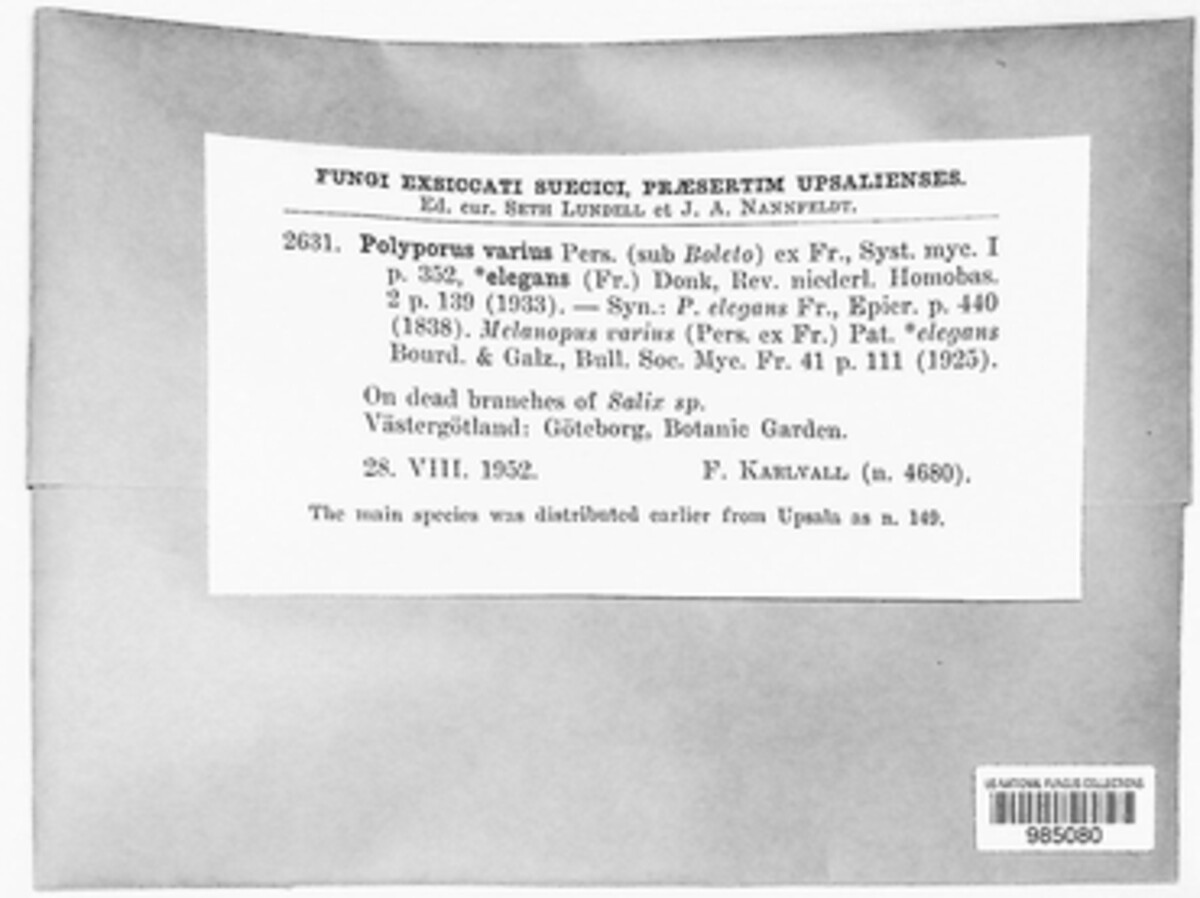 FUNGI EXSICCATI SUECICI, PRÆSERTIM UPSALIENSES.
Ed. cur. SETH LUNDELL et J. A. NANNFELDT.
2631. Polyporus varius Pers. (sub Boleto) ex Fr., Syst. myc. I
p. 352, *elegans (Fr.) Donk, Rev. niederl. Homobas.
2 p. 139 (1933). — Syn.: P. elegans Fr., Epicr. p. 440
(1838). Melanopus varius (Pers. ex Fr.) Pat. *elegans
Bourd. & Galz., Bull. Soc. Myc. Fr. 41 p. 111 (1925).
On dead branches of Salix sp.
Västergötland: Göteborg, Botanic Garden.
28. VIII. 1952. F. KARLVALL (n. 4680).
The main species was distributed earlier from Upsala as n. 149.
US NATIONAL FUNGUS COLLECTIONS
985080